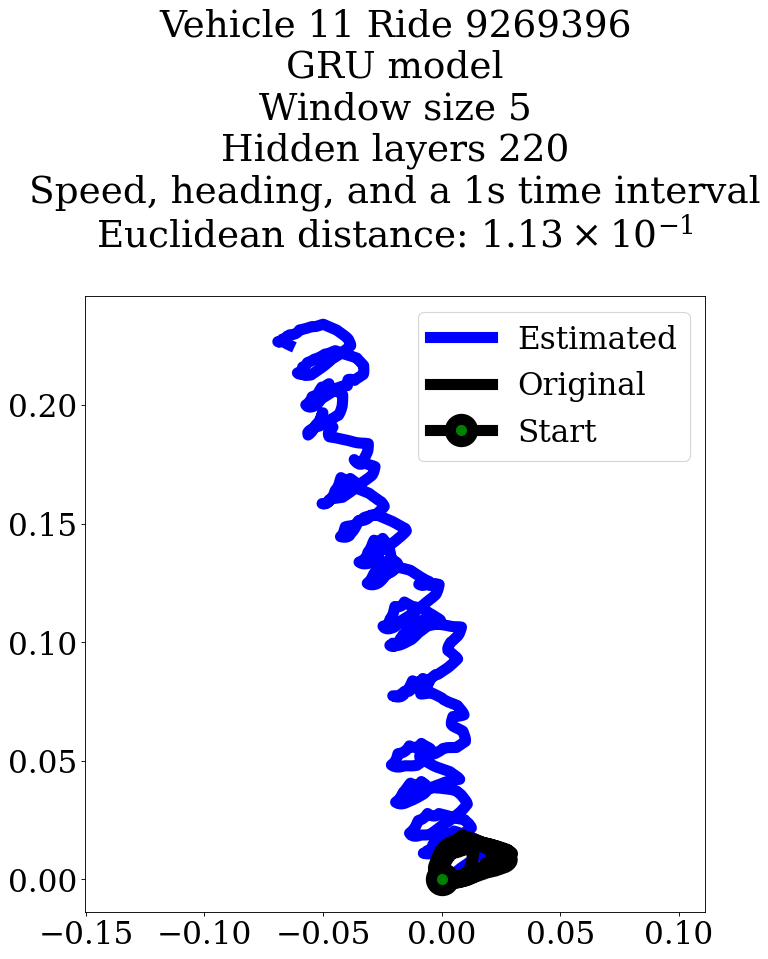 Vehicle 11 Ride 9269396
GRU model
Window size 5
Hidden layers 220
Speed, heading, and a 1s time interval
Euclidean distance: 1.13 × 10⁻¹
Estimated
Original
Start
0.20
0.15
0.10
0.05
0.00
−0.15 −0.10 −0.05 0.00 0.05 0.10